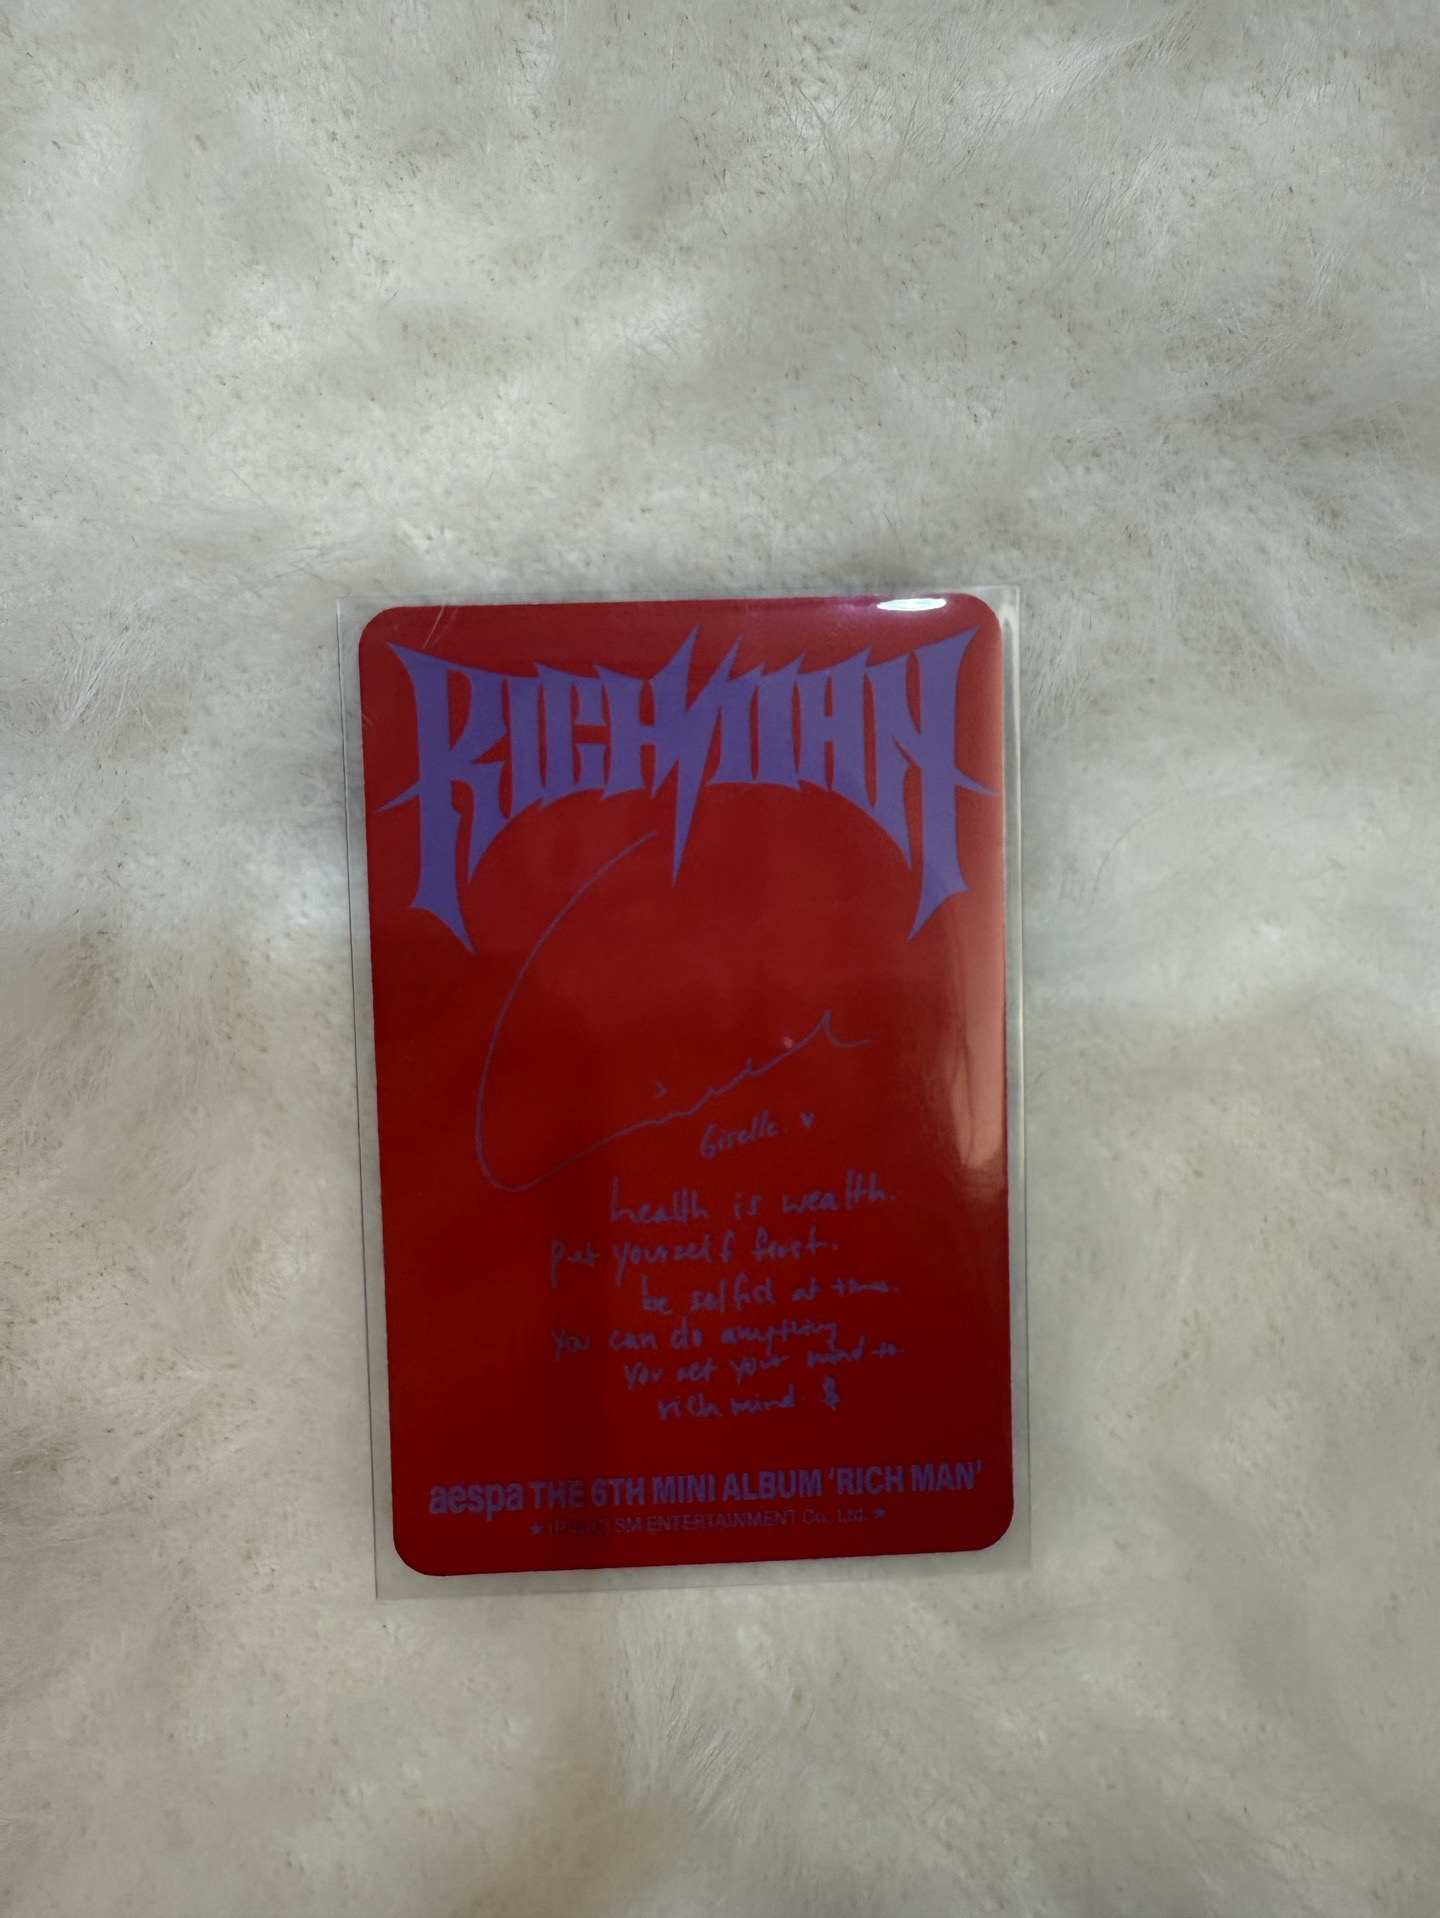 RICH MAN
Giselle. ♥
health is wealth.
put yourself first.
be selfish at times.
You can do anything
you set your mind to.
rich mind. $
aespa THE 6TH MINI ALBUM 'RICH MAN'
★ (P)&(C) SM ENTERTAINMENT Co., Ltd. ★